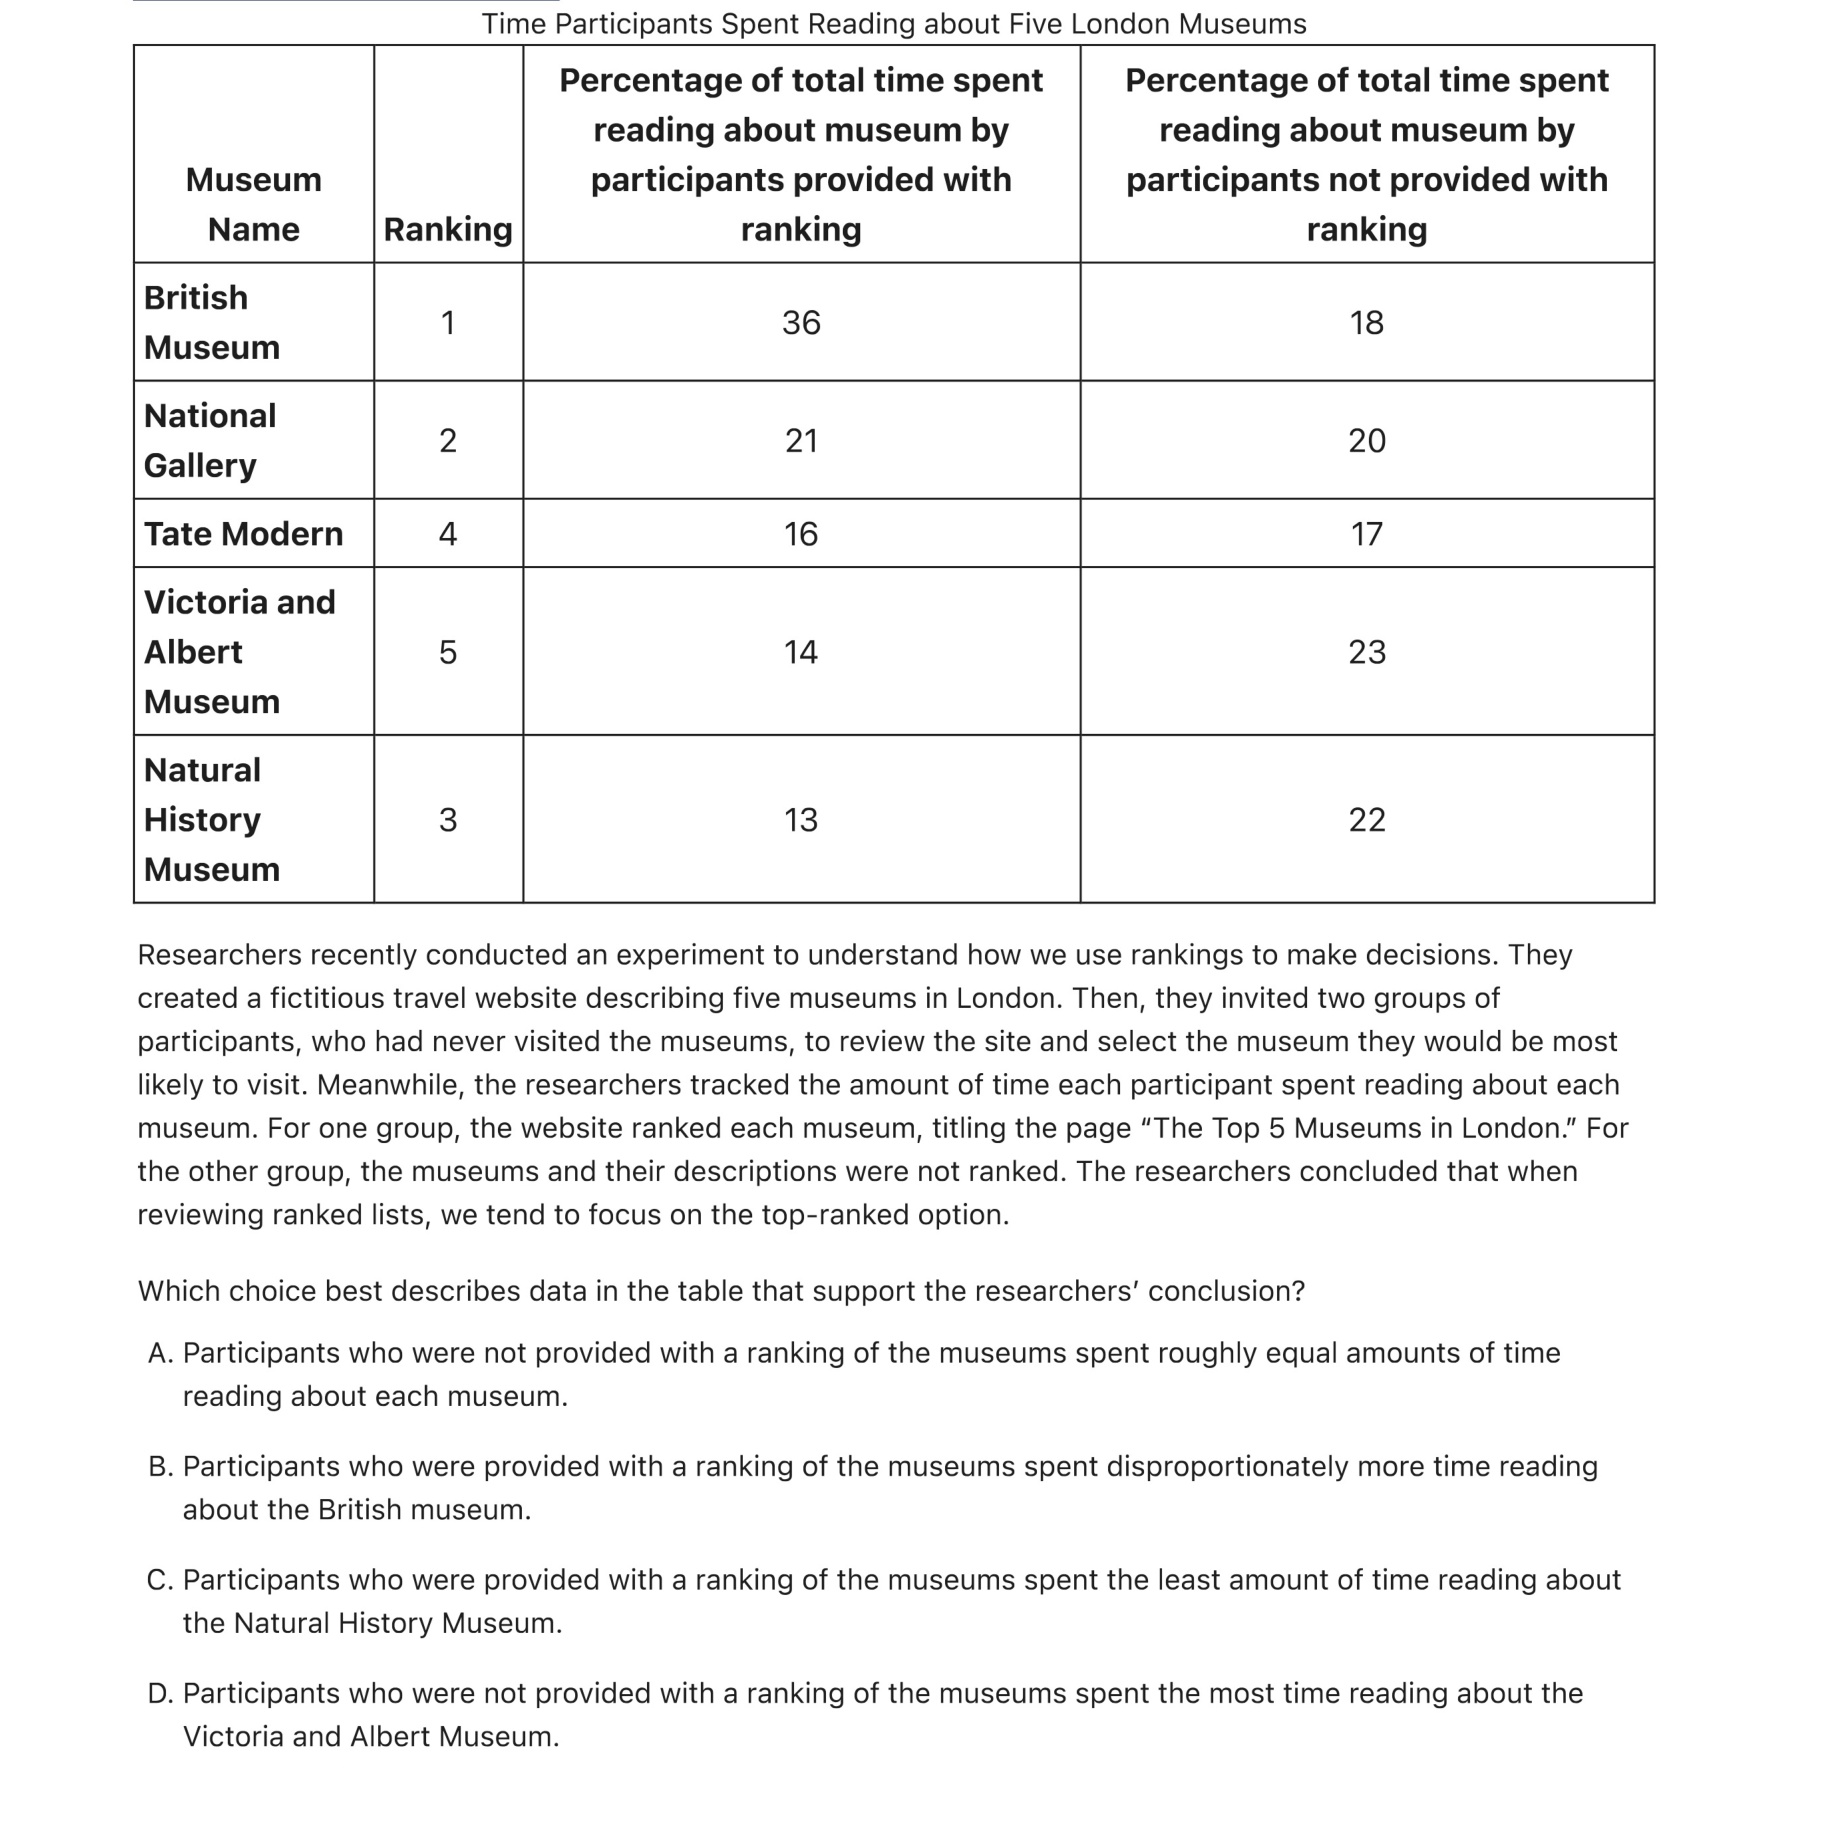 Time Participants Spent Reading about Five London Museums
Museum Name | Ranking | Percentage of total time spent reading about museum by participants provided with ranking | Percentage of total time spent reading about museum by participants not provided with ranking
British Museum | 1 | 36 | 18
National Gallery | 2 | 21 | 20
Tate Modern | 4 | 16 | 17
Victoria and Albert Museum | 5 | 14 | 23
Natural History Museum | 3 | 13 | 22
Researchers recently conducted an experiment to understand how we use rankings to make decisions. They
created a fictitious travel website describing five museums in London. Then, they invited two groups of
participants, who had never visited the museums, to review the site and select the museum they would be most
likely to visit. Meanwhile, the researchers tracked the amount of time each participant spent reading about each
museum. For one group, the website ranked each museum, titling the page “The Top 5 Museums in London.” For
the other group, the museums and their descriptions were not ranked. The researchers concluded that when
reviewing ranked lists, we tend to focus on the top-ranked option.
Which choice best describes data in the table that support the researchers’ conclusion?
A. Participants who were not provided with a ranking of the museums spent roughly equal amounts of time
reading about each museum.
B. Participants who were provided with a ranking of the museums spent disproportionately more time reading
about the British museum.
C. Participants who were provided with a ranking of the museums spent the least amount of time reading about
the Natural History Museum.
D. Participants who were not provided with a ranking of the museums spent the most time reading about the
Victoria and Albert Museum.